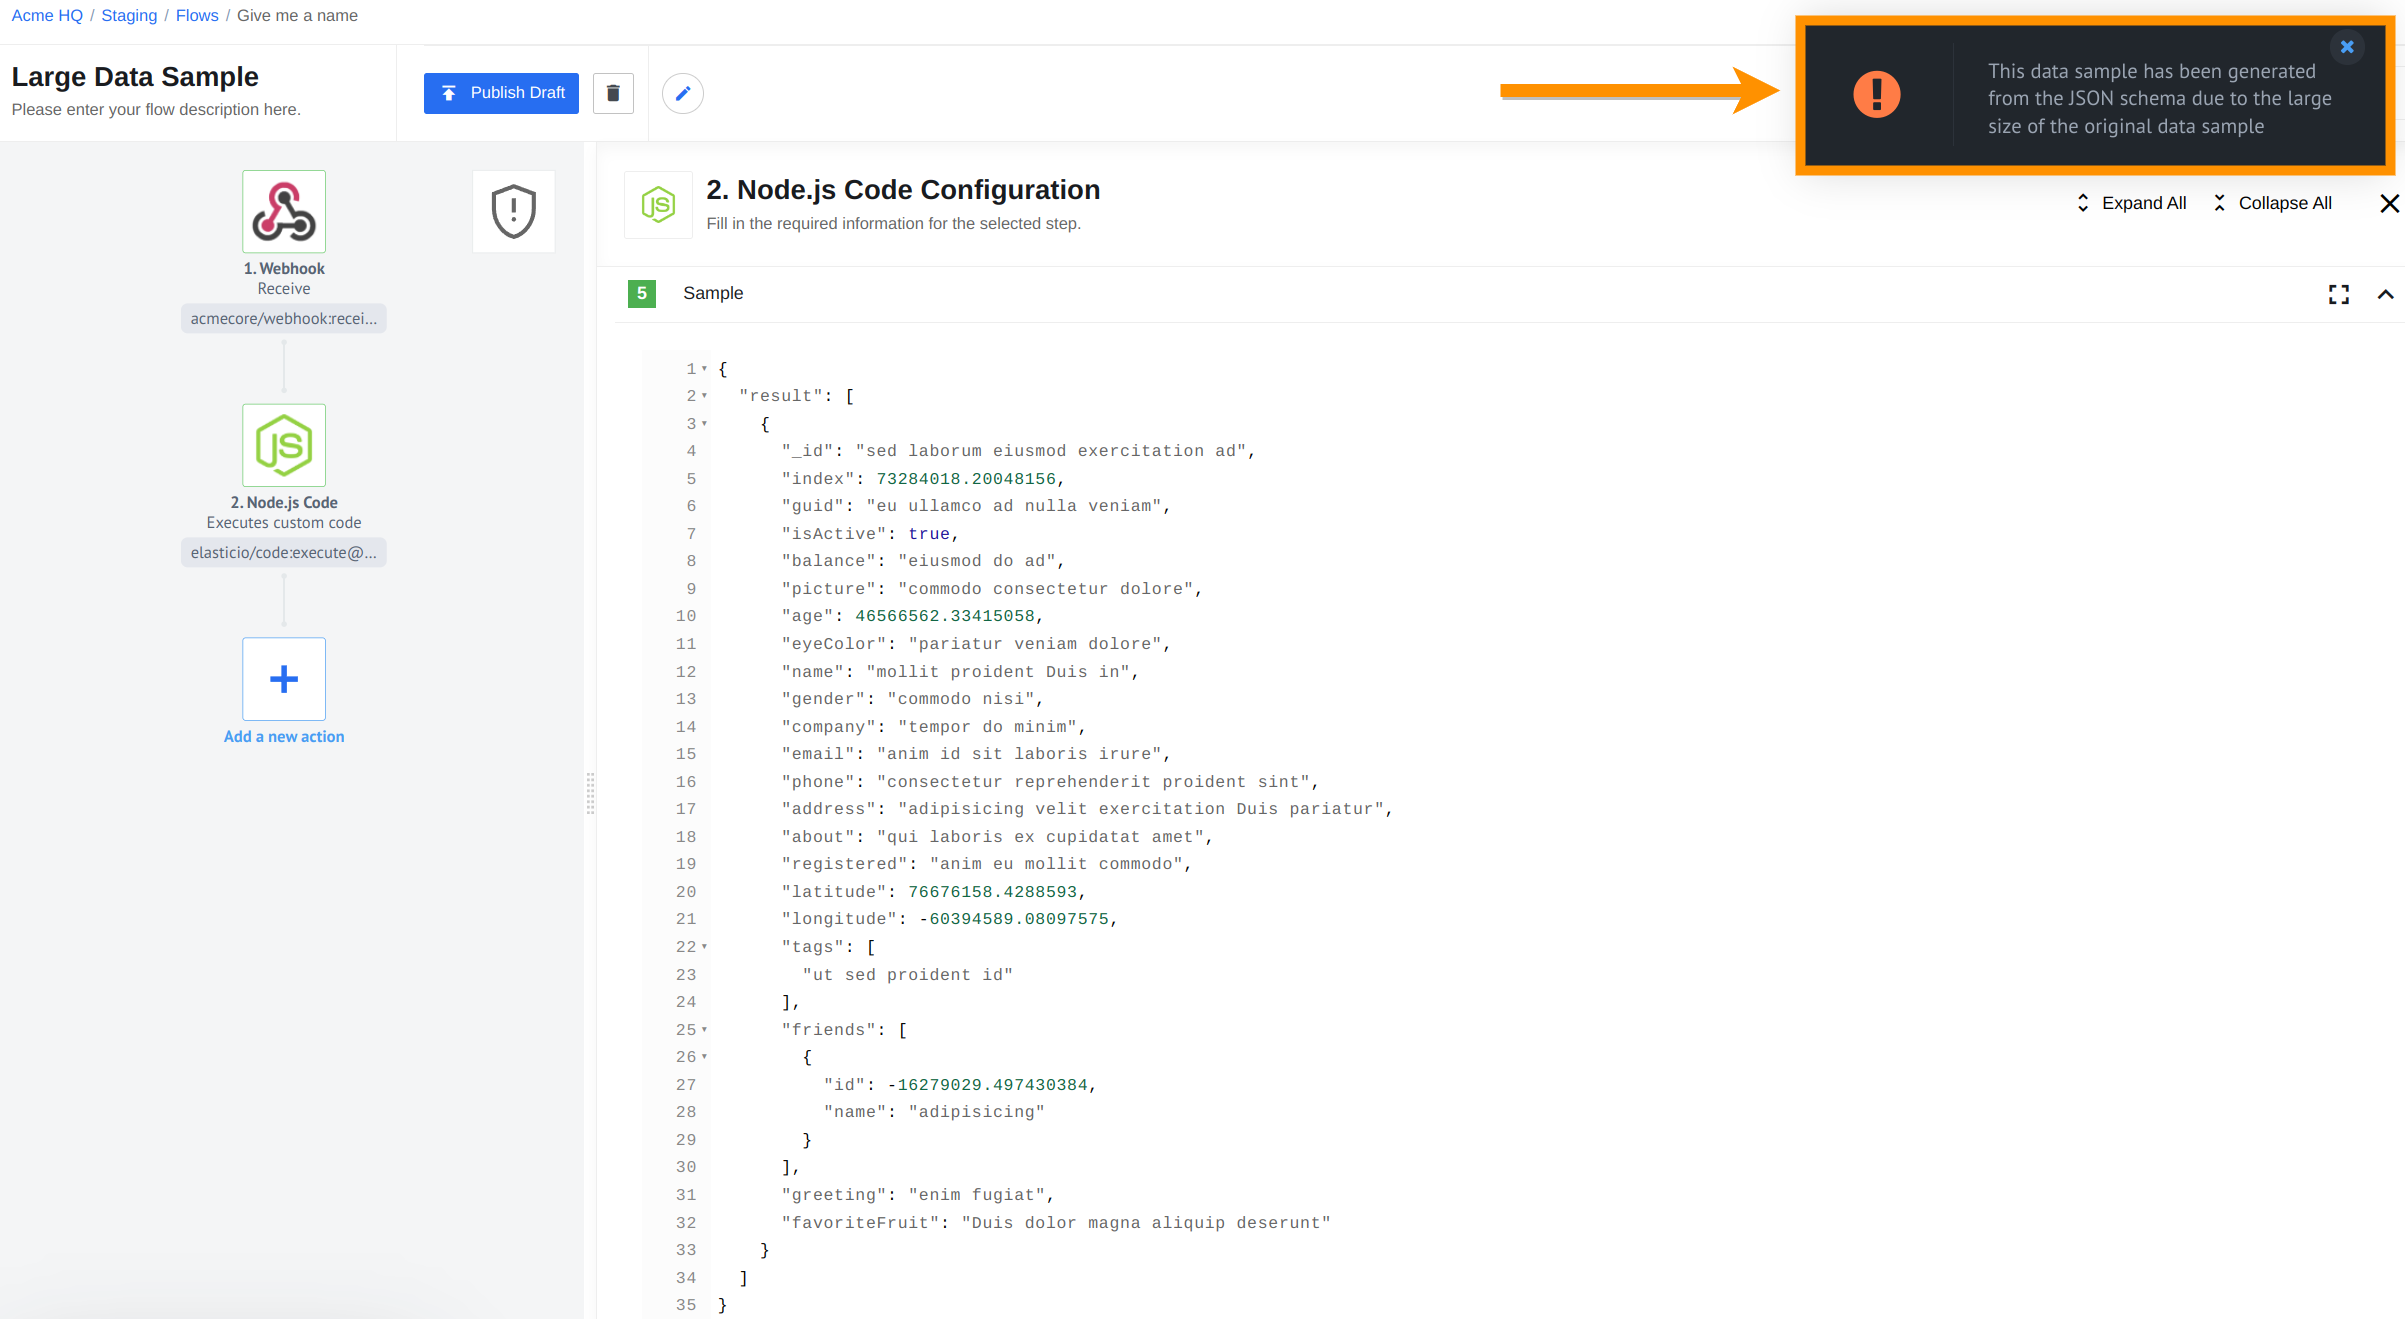 Acme HQ / Staging / Flows / Give me a name
Large Data Sample
Please enter your flow description here.
Publish Draft
This data sample has been generated
from the JSON schema due to the large
size of the original data sample
1. Webhook
Receive
acmecore/webhook:recei...
2. Node.js Code
Executes custom code
elasticio/code:execute@...
Add a new action
JS
2. Node.js Code Configuration
Fill in the required information for the selected step.
Expand All
Collapse All
5 Sample
1 {
2 "result": [
3 {
4 "_id": "sed laborum eiusmod exercitation ad",
5 "index": 73284018.20048156,
6 "guid": "eu ullamco ad nulla veniam",
7 "isActive": true,
8 "balance": "eiusmod do ad",
9 "picture": "commodo consectetur dolore",
10 "age": 46566562.33415058,
11 "eyeColor": "pariatur veniam dolore",
12 "name": "mollit proident Duis in",
13 "gender": "commodo nisi",
14 "company": "tempor do minim",
15 "email": "anim id sit laboris irure",
16 "phone": "consectetur reprehenderit proident sint",
17 "address": "adipisicing velit exercitation Duis pariatur",
18 "about": "qui laboris ex cupidatat amet",
19 "registered": "anim eu mollit commodo",
20 "latitude": 76676158.4288593,
21 "longitude": -60394589.08097575,
22 "tags": [
23 "ut sed proident id"
24 ],
25 "friends": [
26 {
27 "id": -16279029.497430384,
28 "name": "adipisicing"
29 }
30 ],
31 "greeting": "enim fugiat",
32 "favoriteFruit": "Duis dolor magna aliquip deserunt"
33 }
34 ]
35 }